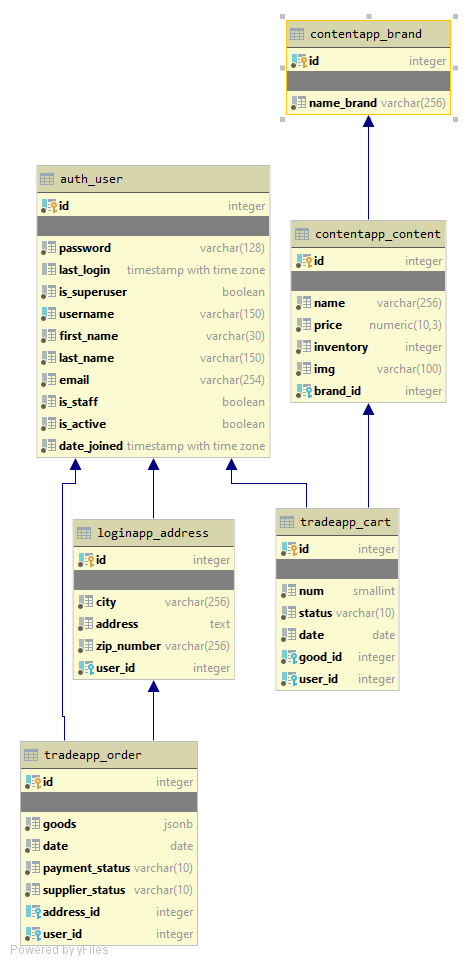 contentapp_brand
id integer
name_brand varchar(256)
auth_user
id integer
password varchar(128)
last_login timestamp with time zone
is_superuser boolean
username varchar(150)
first_name varchar(30)
last_name varchar(150)
email varchar(254)
is_staff boolean
is_active boolean
date_joined timestamp with time zone
contentapp_content
id integer
name varchar(256)
price numeric(10,3)
inventory integer
img varchar(100)
brand_id integer
loginapp_address
id integer
city varchar(256)
address text
zip_number varchar(256)
user_id integer
tradeapp_cart
id integer
num smallint
status varchar(10)
date date
good_id integer
user_id integer
tradeapp_order
id integer
goods jsonb
date date
payment_status varchar(10)
supplier_status varchar(10)
address_id integer
user_id integer
Powered by yFiles